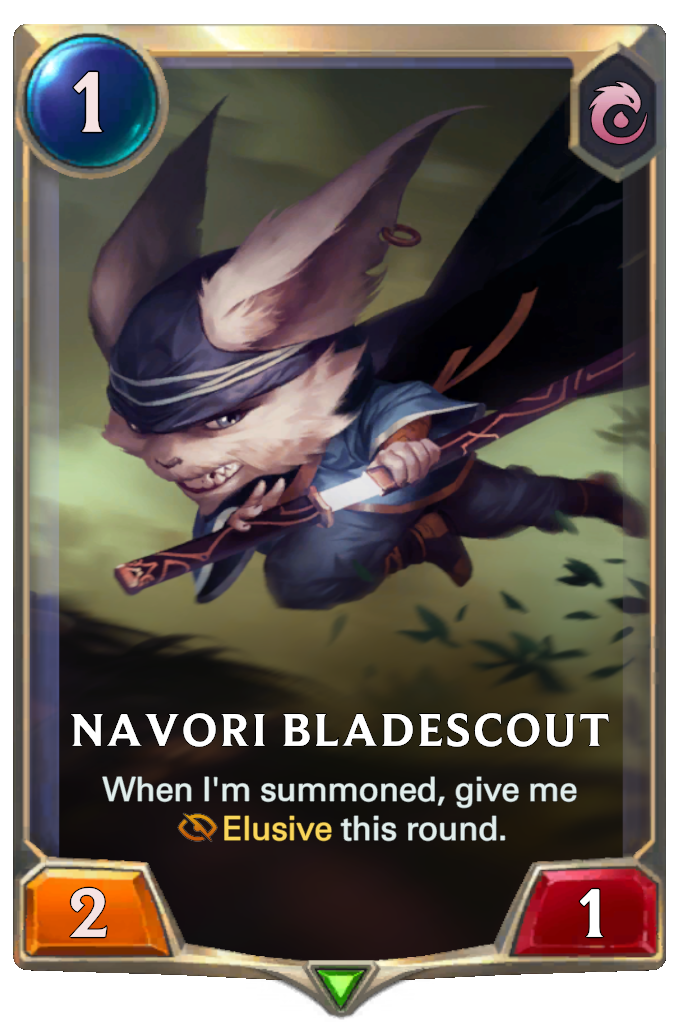 1
NAVORI BLADESCOUT
When I'm summoned, give me
Elusive this round.
2
1